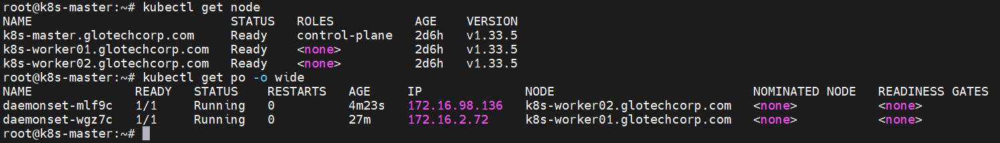 root@k8s-master:~# kubectl get node
NAME                            STATUS   ROLES           AGE    VERSION
k8s-master.glotechcorp.com      Ready    control-plane   2d6h   v1.33.5
k8s-worker01.glotechcorp.com    Ready    <none>          2d6h   v1.33.5
k8s-worker02.glotechcorp.com    Ready    <none>          2d6h   v1.33.5
root@k8s-master:~# kubectl get po -o wide
NAME              READY   STATUS    RESTARTS   AGE     IP              NODE                           NOMINATED NODE   READINESS GATES
daemonset-mlf9c   1/1     Running   0          4m23s   172.16.98.136   k8s-worker02.glotechcorp.com   <none>           <none>
daemonset-wgz7c   1/1     Running   0          27m     172.16.2.72     k8s-worker01.glotechcorp.com   <none>           <none>
root@k8s-master:~#